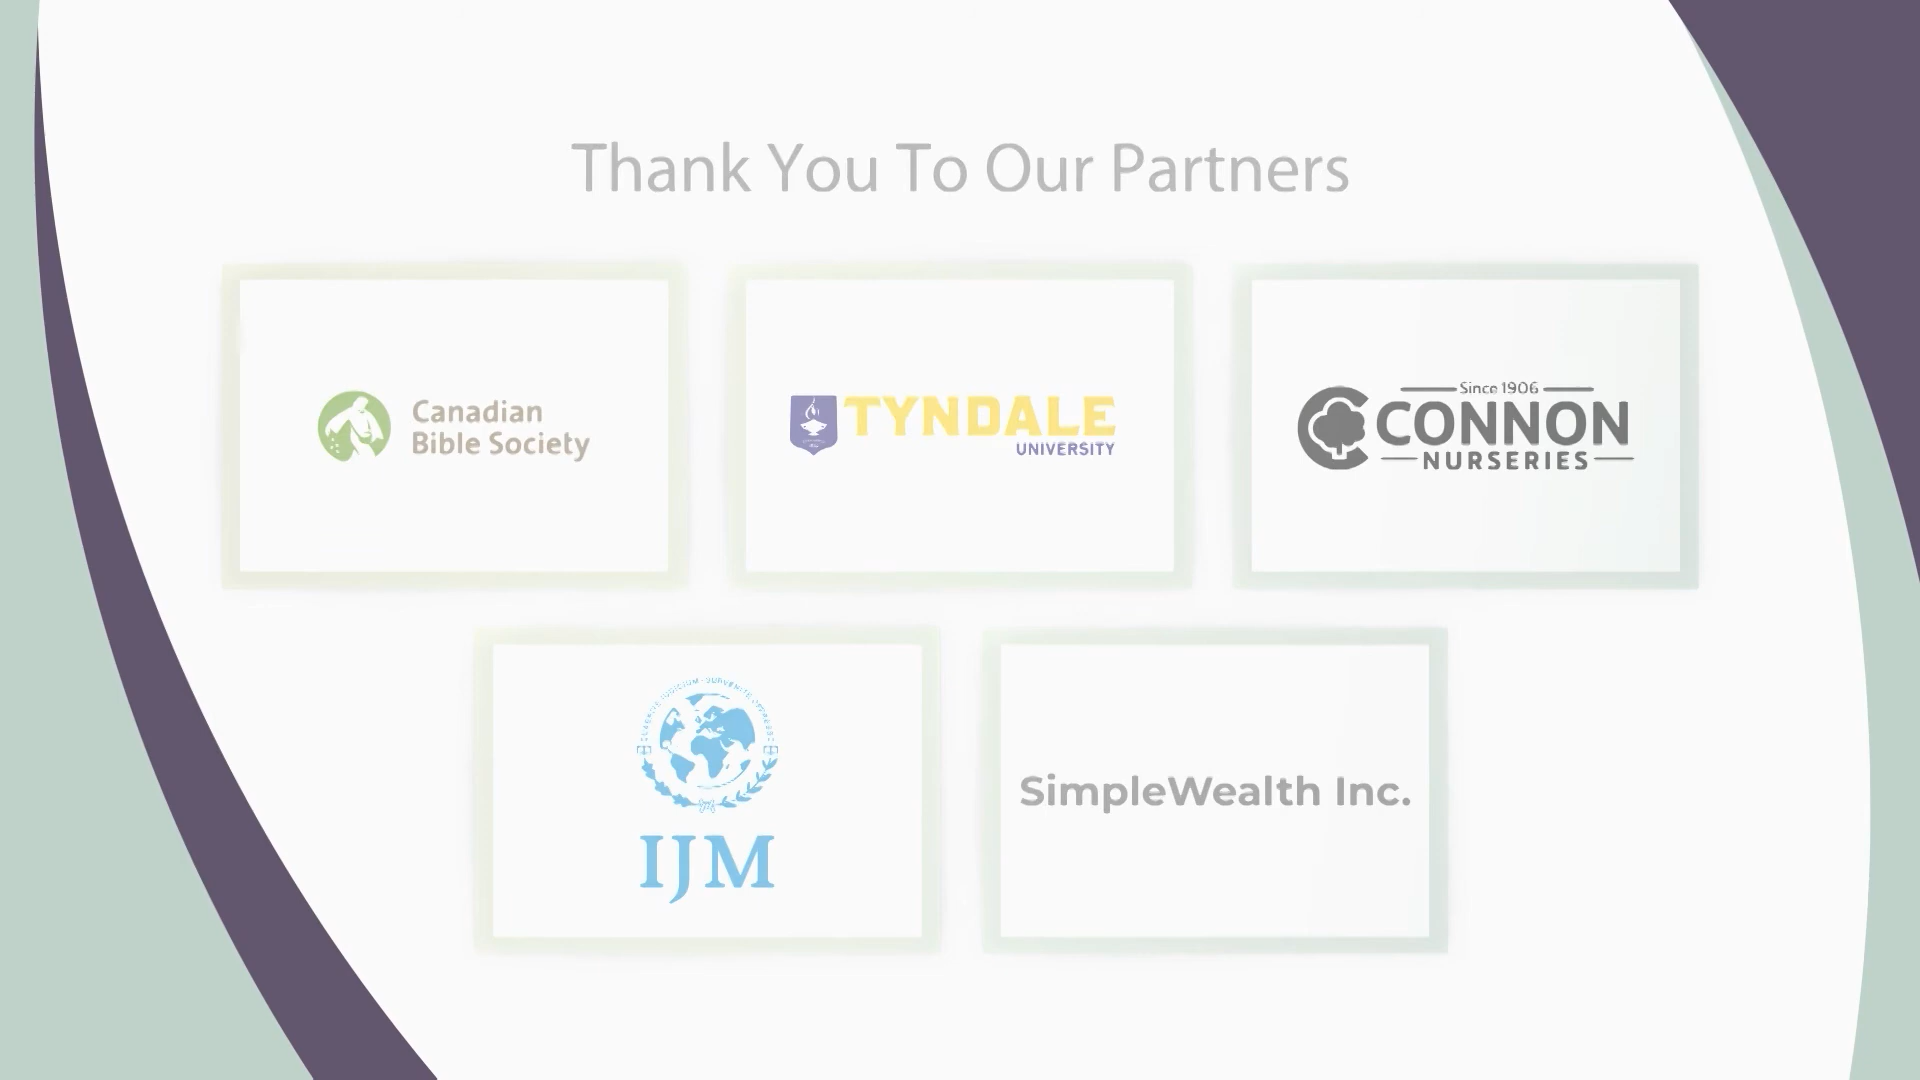 Thank You To Our Partners
Canadian
Bible Society
TYNDALE
UNIVERSITY
Since 1906
CONNON
NURSERIES
IJM
SimpleWealth Inc.